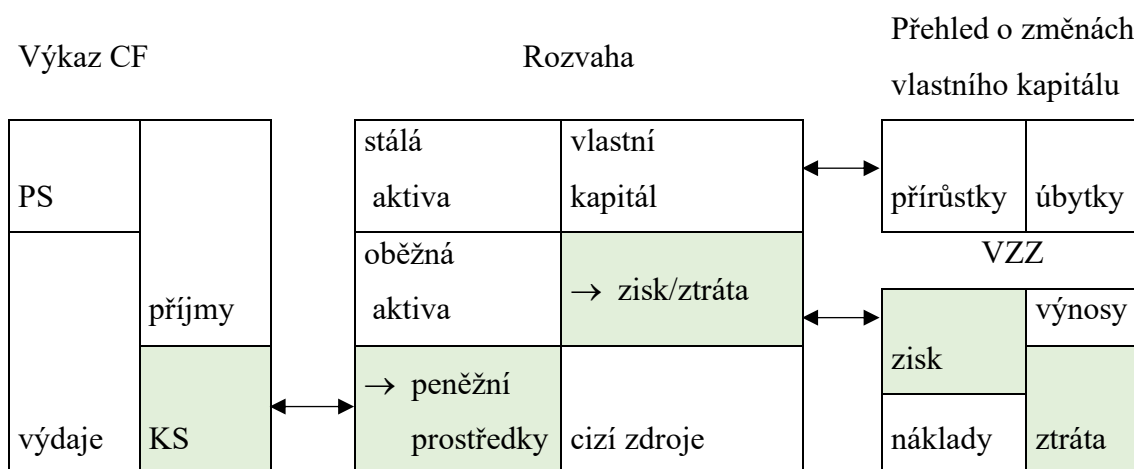 Výkaz CF
Rozvaha
Přehled o změnách
vlastního kapitálu
PS
příjmy
výdaje
KS
stálá
aktiva
vlastní
kapitál
oběžná
aktiva
→ zisk/ztráta
→ peněžní
prostředky
cizí zdroje
přírůstky
úbytky
VZZ
zisk
výnosy
náklady
ztráta